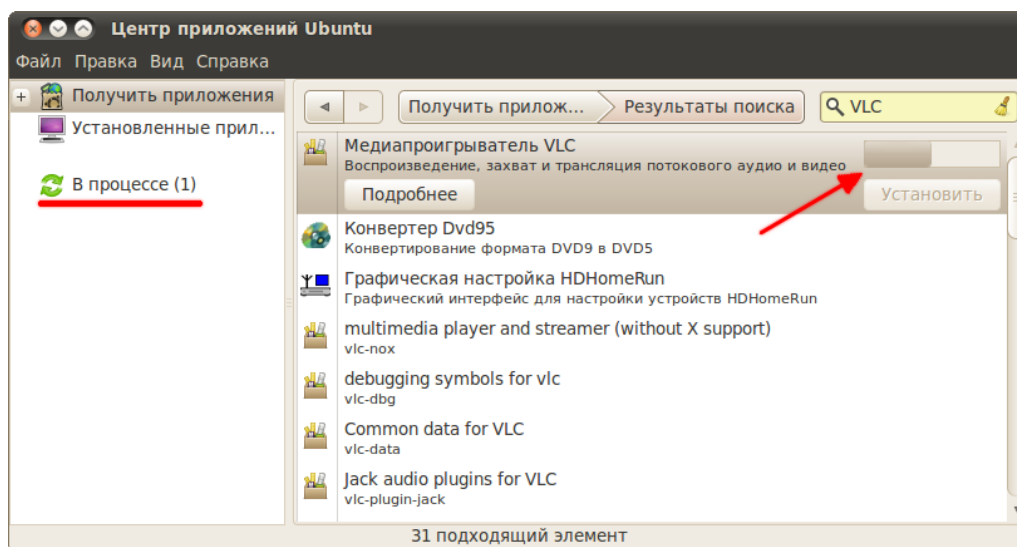 Центр приложений Ubuntu
Файл Правка Вид Справка
Получить приложения
Установленные прил...
В процессе (1)
Получить прилож...
Результаты поиска
VLC
Медиапроигрыватель VLC
Воспроизведение, захват и трансляция потокового аудио и видео
Подробнее
Установить
Конвертер Dvd95
Конвертирование формата DVD9 в DVD5
Графическая настройка HDHomeRun
Графический интерфейс для настройки устройств HDHomeRun
multimedia player and streamer (without X support)
vlc-nox
debugging symbols for vlc
vlc-dbg
Common data for VLC
vlc-data
Jack audio plugins for VLC
vlc-plugin-jack
31 подходящий элемент